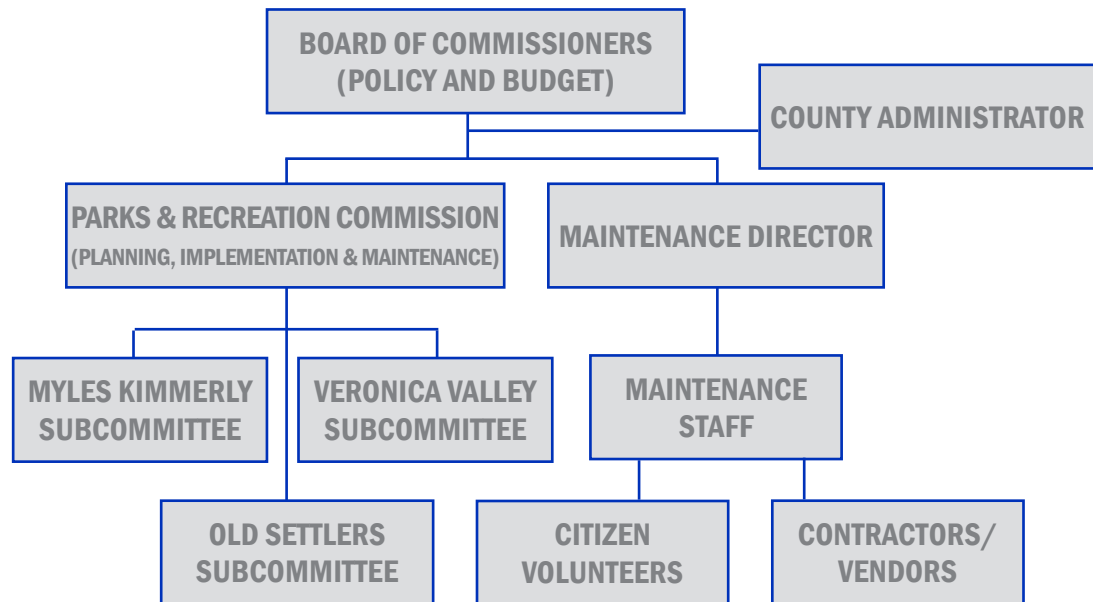 BOARD OF COMMISSIONERS
(POLICY AND BUDGET)
COUNTY ADMINISTRATOR
PARKS & RECREATION COMMISSION
(PLANNING, IMPLEMENTATION & MAINTENANCE)
MAINTENANCE DIRECTOR
MYLES KIMMERLY
SUBCOMMITTEE
VERONICA VALLEY
SUBCOMMITTEE
MAINTENANCE
STAFF
OLD SETTLERS
SUBCOMMITTEE
CITIZEN
VOLUNTEERS
CONTRACTORS/
VENDORS